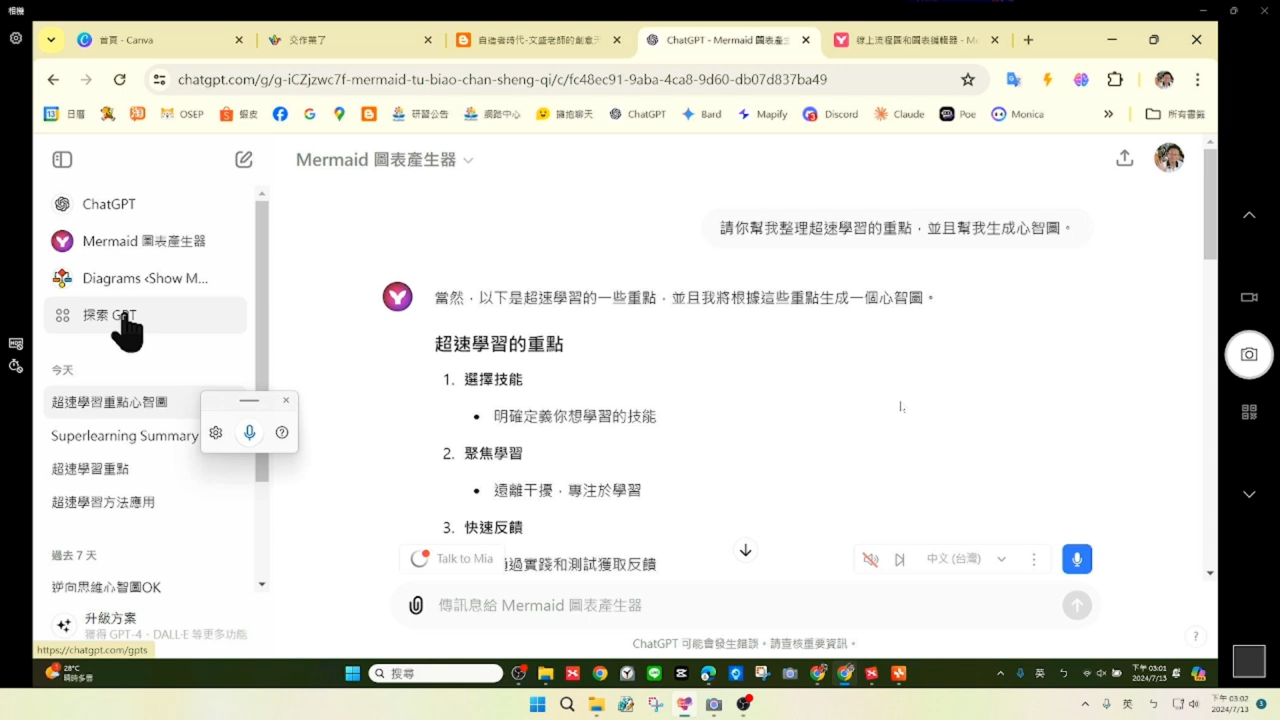 相機
首頁 - Canva
交作業了
自造者時代-文盛老師的創意天
ChatGPT - Mermaid 圖表產生
線上流程圖和圖表編輯器 - Me
chatgpt.com/g/g-iCZjzwc7f-mermaid-tu-biao-chan-sheng-qi/c/fc48ec91-9aba-4ca8-9d60-db07d837ba49
日曆
OSEP
蝦皮
研習公告
網路中心
擁抱聊天
ChatGPT
Bard
Mapify
Discord
Claude
Poe
Monica
所有書籤
Mermaid 圖表產生器
ChatGPT
Mermaid 圖表產生器
Diagrams ‹Show M...
探索 GPT
今天
超速學習重點心智圖
Superlearning Summary
超速學習重點
超速學習方法應用
過去 7 天
逆向思維心智圖OK
升級方案
獲得 GPT-4、DALL·E 等更多功能
https://chatgpt.com/gpts
請你幫我整理超速學習的重點，並且幫我生成心智圖。
當然，以下是超速學習的一些重點，並且我將根據這些重點生成一個心智圖。
超速學習的重點
1. 選擇技能
• 明確定義你想學習的技能
2. 聚焦學習
• 遠離干擾，專注於學習
3. 快速反饋
通過實踐和測試獲取反饋
Talk to Mia
中文 (台灣)
傳訊息給 Mermaid 圖表產生器
ChatGPT 可能會發生錯誤。請查核重要資訊。
?
28°C
晴時多雲
搜尋
英
ㄅ
下午 03:01
2024/7/13
英
ㄅ
下午 03:02
2024/7/13